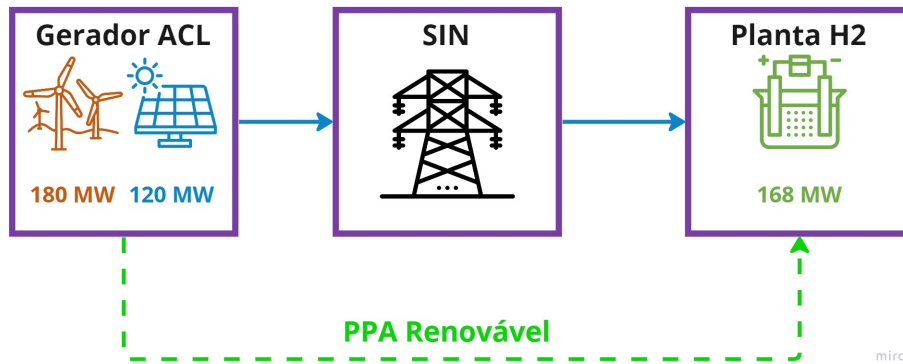 Gerador ACL
SIN
Planta H2
+ −
180 MW 120 MW
168 MW
PPA Renovável